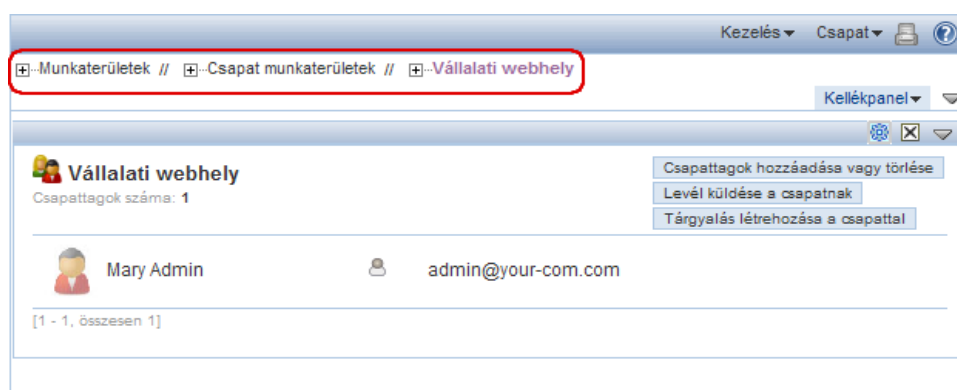 Kezelés Csapat
Munkaterületek // Csapat munkaterületek // Vállalati webhely
Kellékpanel
Vállalati webhely
Csapattagok száma: 1
Csapattagok hozzáadása vagy törlése
Levél küldése a csapatnak
Tárgyalás létrehozása a csapattal
Mary Admin admin@your-com.com
[1 - 1, összesen 1]